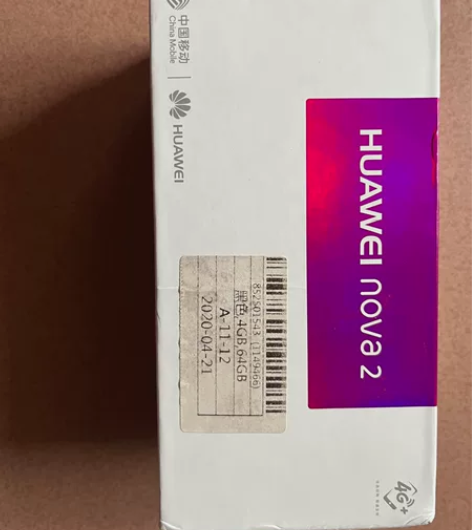 中国移动
China Mobile
HUAWEI
HUAWEI nova 2
852501543 (1149466)
黑色,4GB,64GB
A-11-12
2020-04-21
4G+